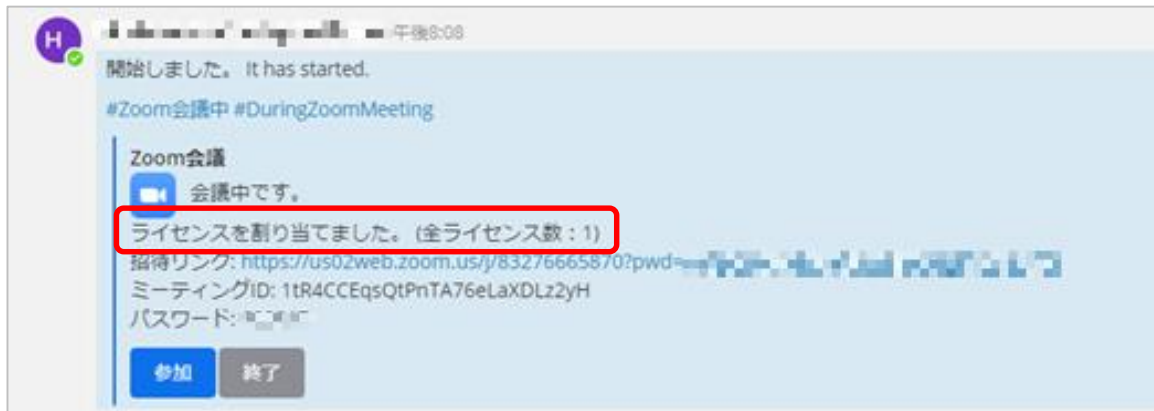 H
午後8:08
開始しました。 It has started.
#Zoom会議中 #DuringZoomMeeting
Zoom会議
会議中です。
ライセンスを割り当てました。 (全ライセンス数：1)
招待リンク: https://us02web.zoom.us/j/83276665870?pwd=
ミーティングID: 1tR4CCEqsQtPnTA76eLaXDLz2yH
パスワード:
参加 終了